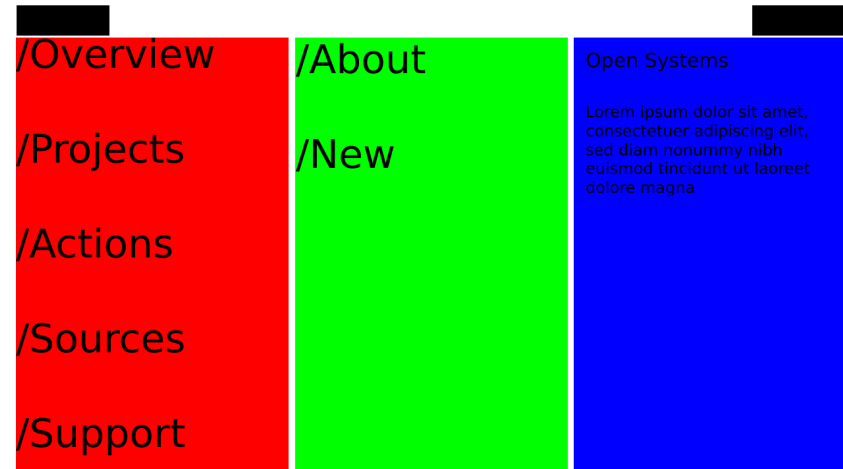 /Overview
/Projects
/Actions
/Sources
/Support
/About
/New
Open Systems
Lorem ipsum dolor sit amet,
consectetuer adipiscing elit,
sed diam nonummy nibh
euismod tincidunt ut laoreet
dolore magna